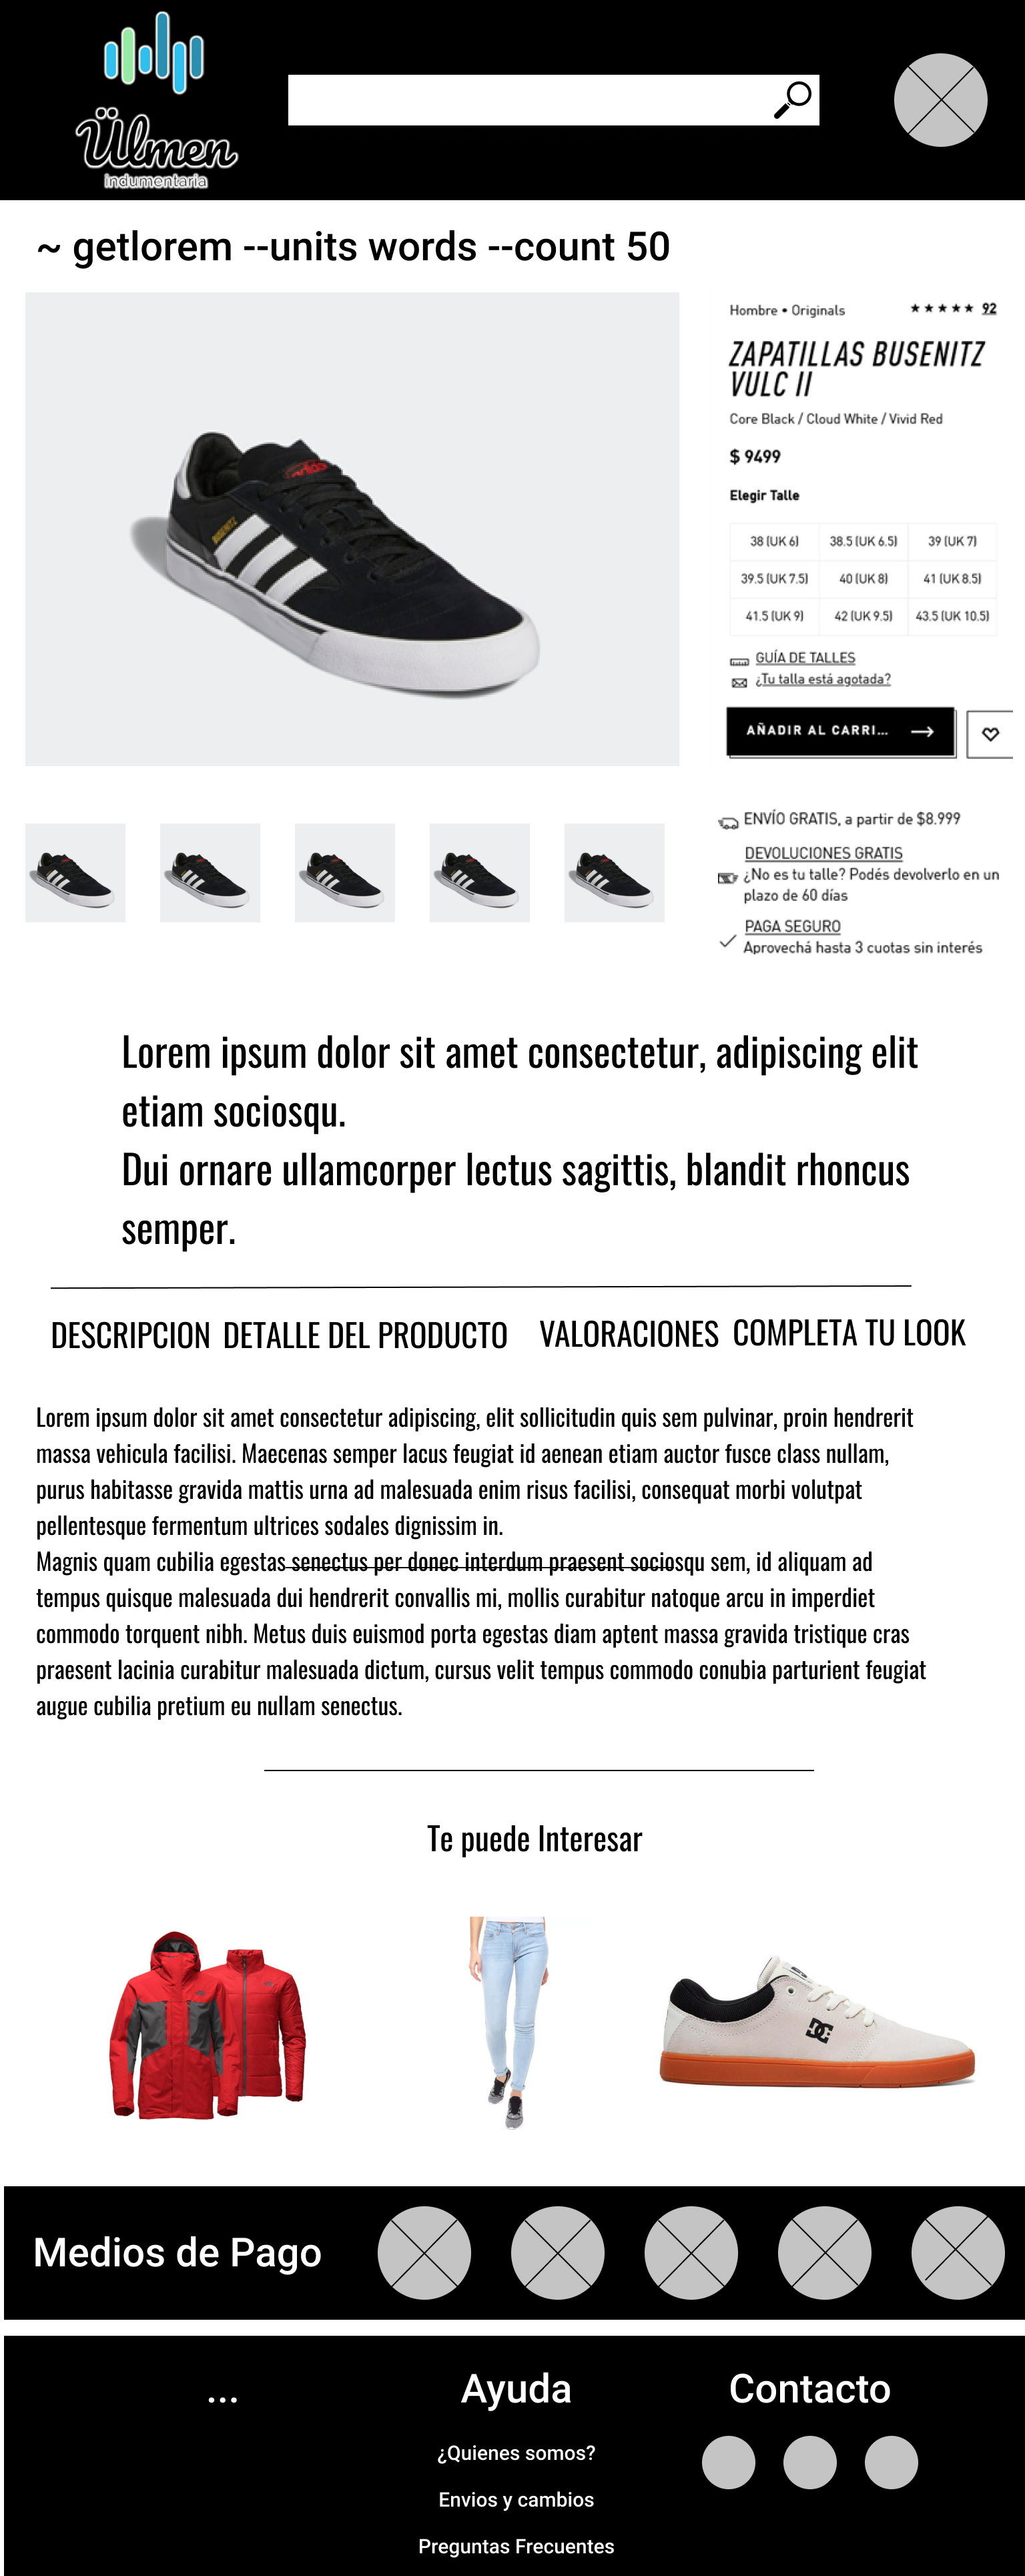 Ülmen
indumentaria
~ getlorem --units words --count 50
Hombre • Originals ★★★★★ 92
ZAPATILLAS BUSENITZ
VULC II
Core Black / Cloud White / Vivid Red
$ 9499
Elegir Talle
38 (UK 6) 38.5 (UK 6.5) 39 (UK 7)
39.5 (UK 7.5) 40 (UK 8) 41 (UK 8.5)
41.5 (UK 9) 42 (UK 9.5) 43.5 (UK 10.5)
GUÍA DE TALLES
¿Tu talla está agotada?
AÑADIR AL CARRI...
BUSENITZ
adidas
ENVÍO GRATIS, a partir de $8.999
DEVOLUCIONES GRATIS
¿No es tu talle? Podés devolverlo en un
plazo de 60 días
PAGA SEGURO
Aprovechá hasta 3 cuotas sin interés
Lorem ipsum dolor sit amet consectetur, adipiscing elit
etiam sociosqu.
Dui ornare ullamcorper lectus sagittis, blandit rhoncus
semper.
DESCRIPCION DETALLE DEL PRODUCTO VALORACIONES COMPLETA TU LOOK
Lorem ipsum dolor sit amet consectetur adipiscing, elit sollicitudin quis sem pulvinar, proin hendrerit
massa vehicula facilisi. Maecenas semper lacus feugiat id aenean etiam auctor fusce class nullam,
purus habitasse gravida mattis urna ad malesuada enim risus facilisi, consequat morbi volutpat
pellentesque fermentum ultrices sodales dignissim in.
Magnis quam cubilia egestas senectus per donec interdum praesent sociosqu sem, id aliquam ad
tempus quisque malesuada dui hendrerit convallis mi, mollis curabitur natoque arcu in imperdiet
commodo torquent nibh. Metus duis euismod porta egestas diam aptent massa gravida tristique cras
praesent lacinia curabitur malesuada dictum, cursus velit tempus commodo conubia parturient feugiat
augue cubilia pretium eu nullam senectus.
Te puede Interesar
Medios de Pago
... Ayuda Contacto
¿Quienes somos?
Envios y cambios
Preguntas Frecuentes